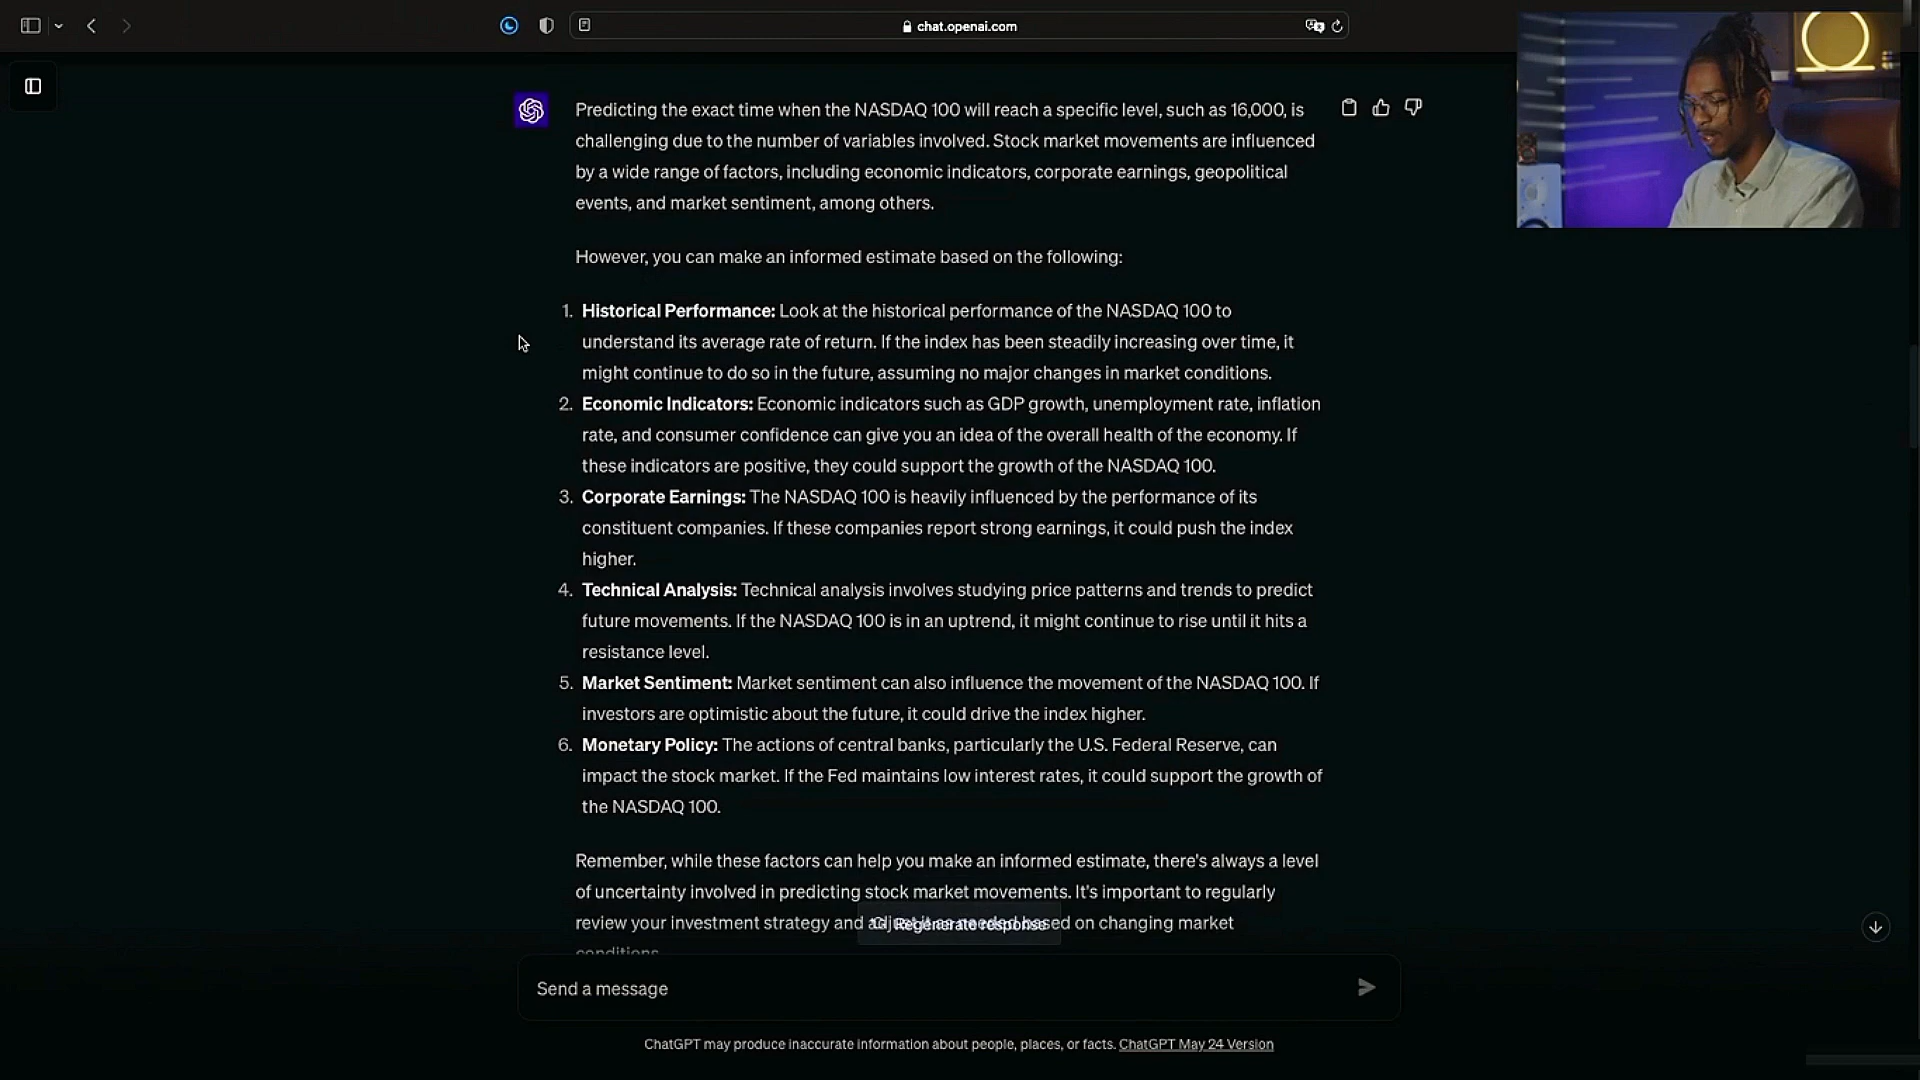 chat.openai.com
Predicting the exact time when the NASDAQ 100 will reach a specific level, such as 16,000, is
challenging due to the number of variables involved. Stock market movements are influenced
by a wide range of factors, including economic indicators, corporate earnings, geopolitical
events, and market sentiment, among others.
However, you can make an informed estimate based on the following:
1. Historical Performance: Look at the historical performance of the NASDAQ 100 to
understand its average rate of return. If the index has been steadily increasing over time, it
might continue to do so in the future, assuming no major changes in market conditions.
2. Economic Indicators: Economic indicators such as GDP growth, unemployment rate, inflation
rate, and consumer confidence can give you an idea of the overall health of the economy. If
these indicators are positive, they could support the growth of the NASDAQ 100.
3. Corporate Earnings: The NASDAQ 100 is heavily influenced by the performance of its
constituent companies. If these companies report strong earnings, it could push the index
higher.
4. Technical Analysis: Technical analysis involves studying price patterns and trends to predict
future movements. If the NASDAQ 100 is in an uptrend, it might continue to rise until it hits a
resistance level.
5. Market Sentiment: Market sentiment can also influence the movement of the NASDAQ 100. If
investors are optimistic about the future, it could drive the index higher.
6. Monetary Policy: The actions of central banks, particularly the U.S. Federal Reserve, can
impact the stock market. If the Fed maintains low interest rates, it could support the growth of
the NASDAQ 100.
Remember, while these factors can help you make an informed estimate, there's always a level
of uncertainty involved in predicting stock market movements. It's important to regularly
review your investment strategy and adjust it as needed based on changing market
conditions.
Regenerate response
Send a message
ChatGPT may produce inaccurate information about people, places, or facts. ChatGPT May 24 Version